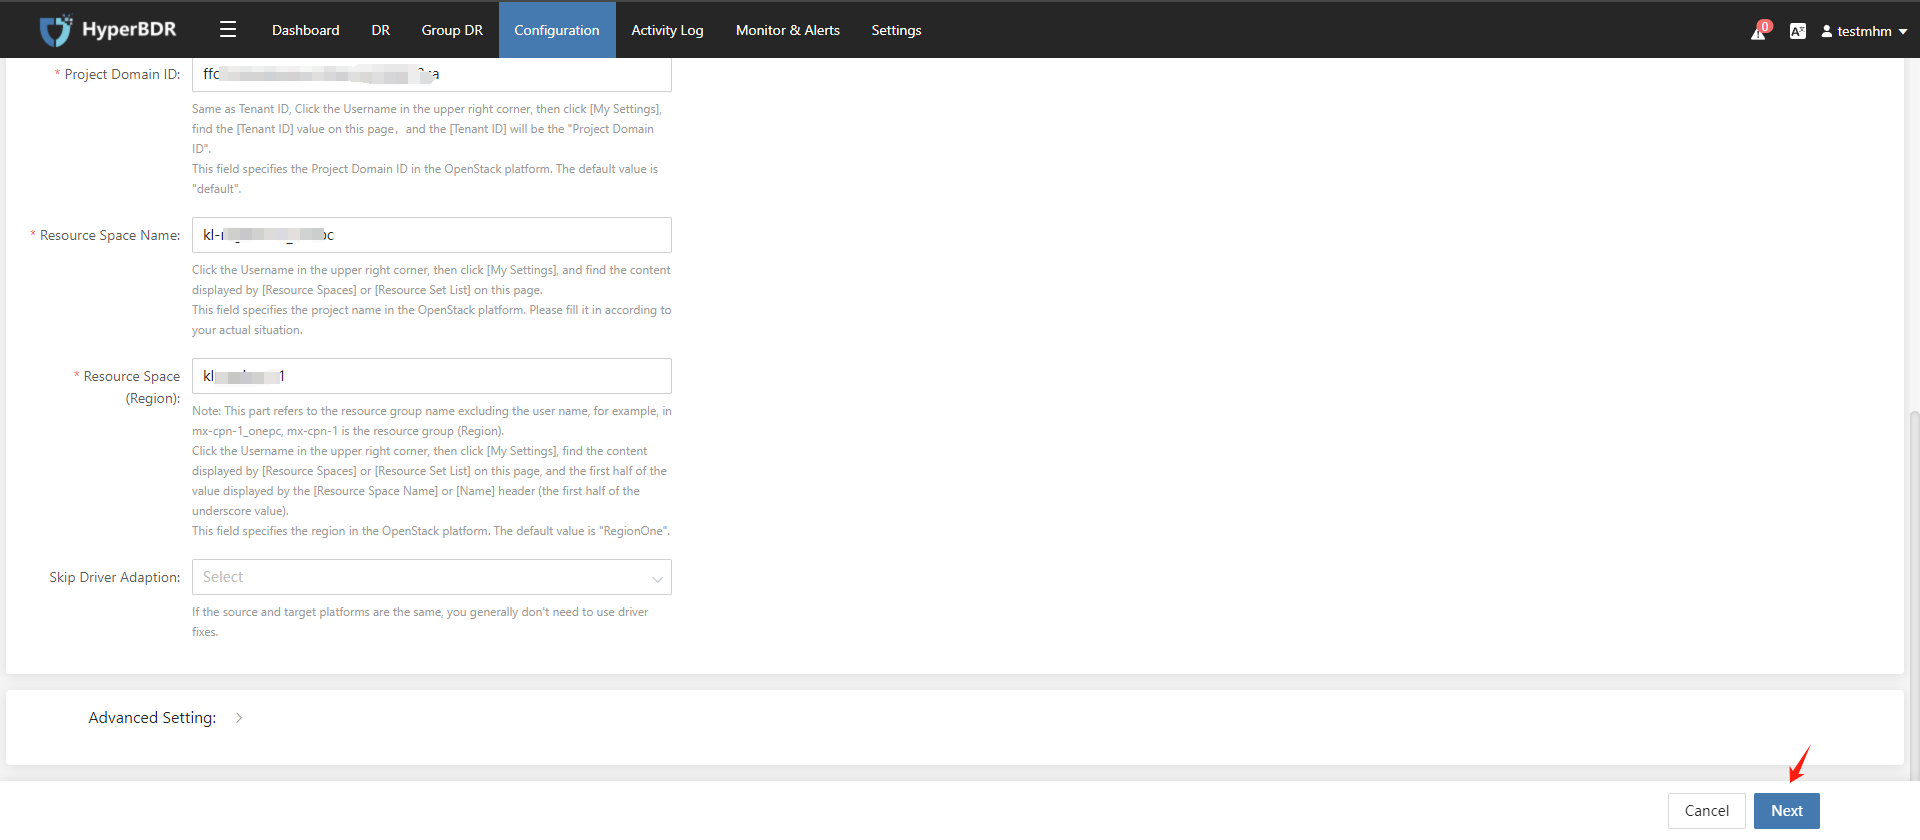 HyperBDR
Dashboard
DR
Group DR
Configuration
Activity Log
Monitor & Alerts
Settings
0
testmhm
* Project Domain ID:
Same as Tenant ID, Click the Username in the upper right corner, then click [My Settings],
find the [Tenant ID] value on this page，and the [Tenant ID] will be the "Project Domain
ID".
This field specifies the Project Domain ID in the OpenStack platform. The default value is
"default".
* Resource Space Name:
Click the Username in the upper right corner, then click [My Settings], and find the content
displayed by [Resource Spaces] or [Resource Set List] on this page.
This field specifies the project name in the OpenStack platform. Please fill it in according to
your actual situation.
* Resource Space
(Region):
Note: This part refers to the resource group name excluding the user name, for example, in
mx-cpn-1_onepc, mx-cpn-1 is the resource group (Region).
Click the Username in the upper right corner, then click [My Settings], find the content
displayed by [Resource Spaces] or [Resource Set List] on this page, and the first half of the
value displayed by the [Resource Space Name] or [Name] header (the first half of the
underscore value).
This field specifies the region in the OpenStack platform. The default value is "RegionOne".
Skip Driver Adaption:
Select
If the source and target platforms are the same, you generally don't need to use driver
fixes.
Advanced Setting:
Cancel
Next